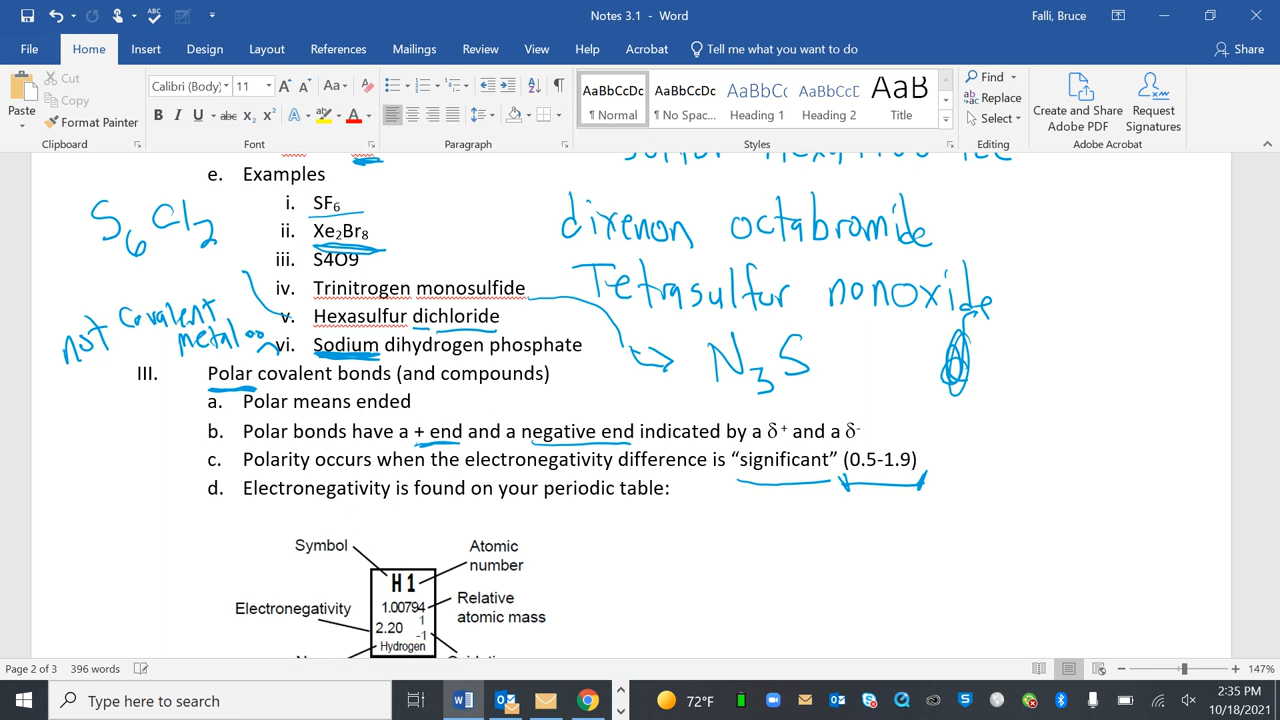 Notes 3.1 - Word
Falli, Bruce
File Home Insert Design Layout References Mailings Review View Help Acrobat Tell me what you want to do Share
Paste
Cut
Copy
Format Painter
Clipboard
Calibri (Body) 11
Font
Paragraph
AaBbCcDc
¶ Normal
AaBbCcDc
¶ No Spac...
AaBbCc
Heading 1
AaBbCcD
Heading 2
AaB
Title
Styles
Find
Replace
Select
Editing
Create and Share
Adobe PDF
Request
Signatures
Adobe Acrobat
e. Examples
i. SF6
ii. Xe2Br8
iii. S4O9
iv. Trinitrogen monosulfide
v. Hexasulfur dichloride
vi. Sodium dihydrogen phosphate
S6Cl2
not covalent
metal
dixenon octabromide
Tetrasulfur nonoxide
N3S
III. Polar covalent bonds (and compounds)
a. Polar means ended
b. Polar bonds have a + end and a negative end indicated by a δ+ and a δ-
c. Polarity occurs when the electronegativity difference is “significant” (0.5-1.9)
d. Electronegativity is found on your periodic table:
Symbol
Atomic
number
H 1
Electronegativity
1.00794
Relative
atomic mass
2.20
1
-1
Hydrogen
Page 2 of 3 396 words
147%
Type here to search
72°F
2:35 PM
10/18/2021